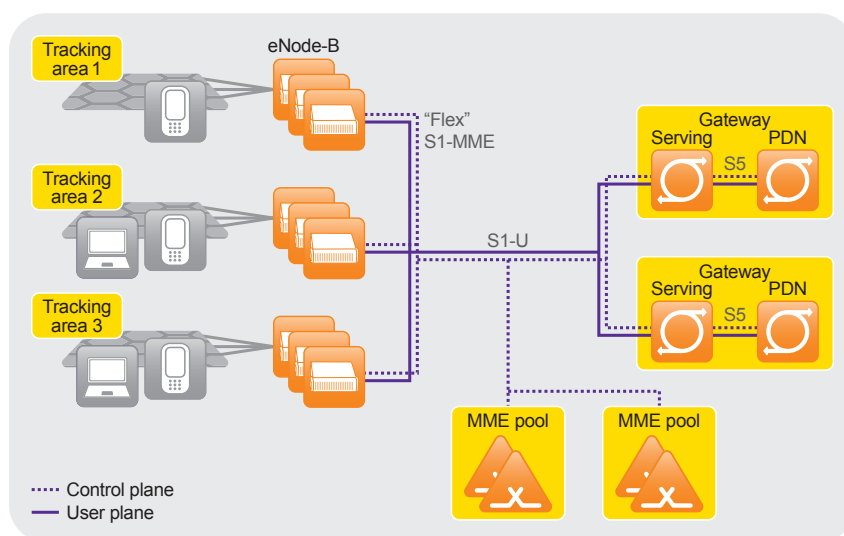 Tracking
area 1
eNode-B
“Flex”
S1-MME
Gateway
Serving
PDN
S5
Tracking
area 2
S1-U
Gateway
Serving
PDN
S5
Tracking
area 3
MME pool
MME pool
Control plane
User plane